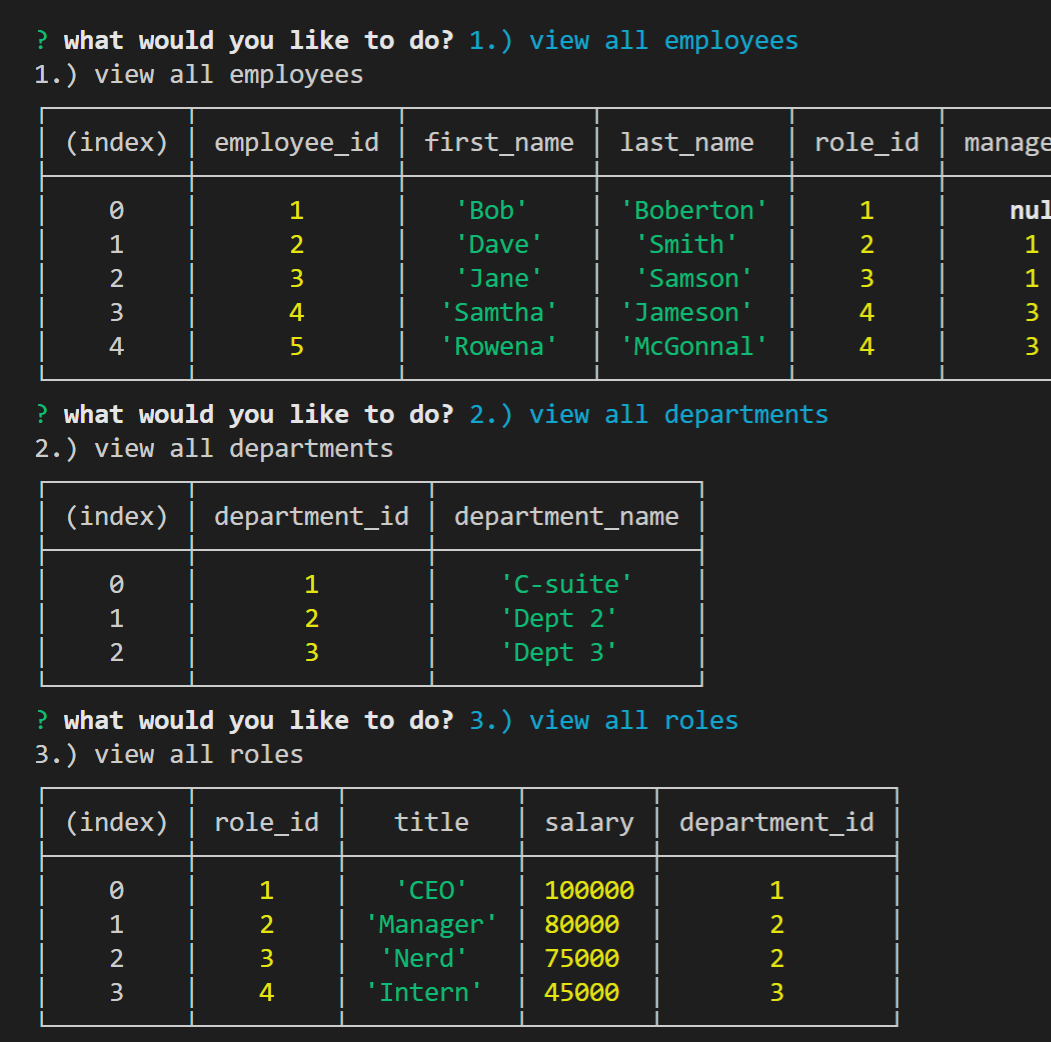 ? what would you like to do? 1.) view all employees
1.) view all employees
(index) employee_id first_name last_name role_id
0 1 'Bob' 'Boberton' 1
1 2 'Dave' 'Smith' 2 1
2 3 'Jane' 'Samson' 3 1
3 4 'Samtha' 'Jameson' 4 3
4 5 'Rowena' 'McGonnal' 4 3
? what would you like to do? 2.) view all departments
2.) view all departments
(index) department_id department_name
0 1 'C-suite'
1 2 'Dept 2'
2 3 'Dept 3'
? what would you like to do? 3.) view all roles
3.) view all roles
(index) role_id title salary department_id
0 1 'CEO' 100000 1
1 2 'Manager' 80000 2
2 3 'Nerd' 75000 2
3 4 'Intern' 45000 3